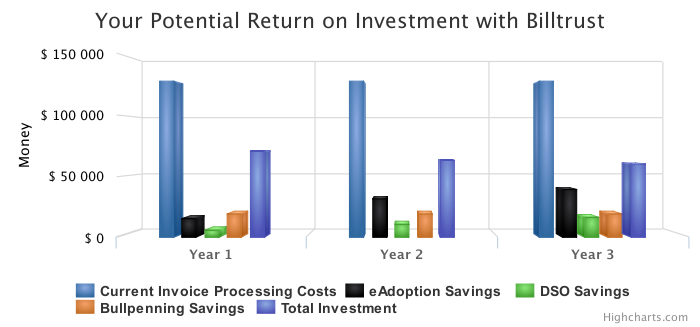 Your Potential Return on Investment with Billtrust
$ 150 000
$ 100 000
$ 50 000
$ 0
Money
Year 1 Year 2 Year 3
Current Invoice Processing Costs eAdoption Savings DSO Savings
Bullpenning Savings Total Investment
Highcharts.com